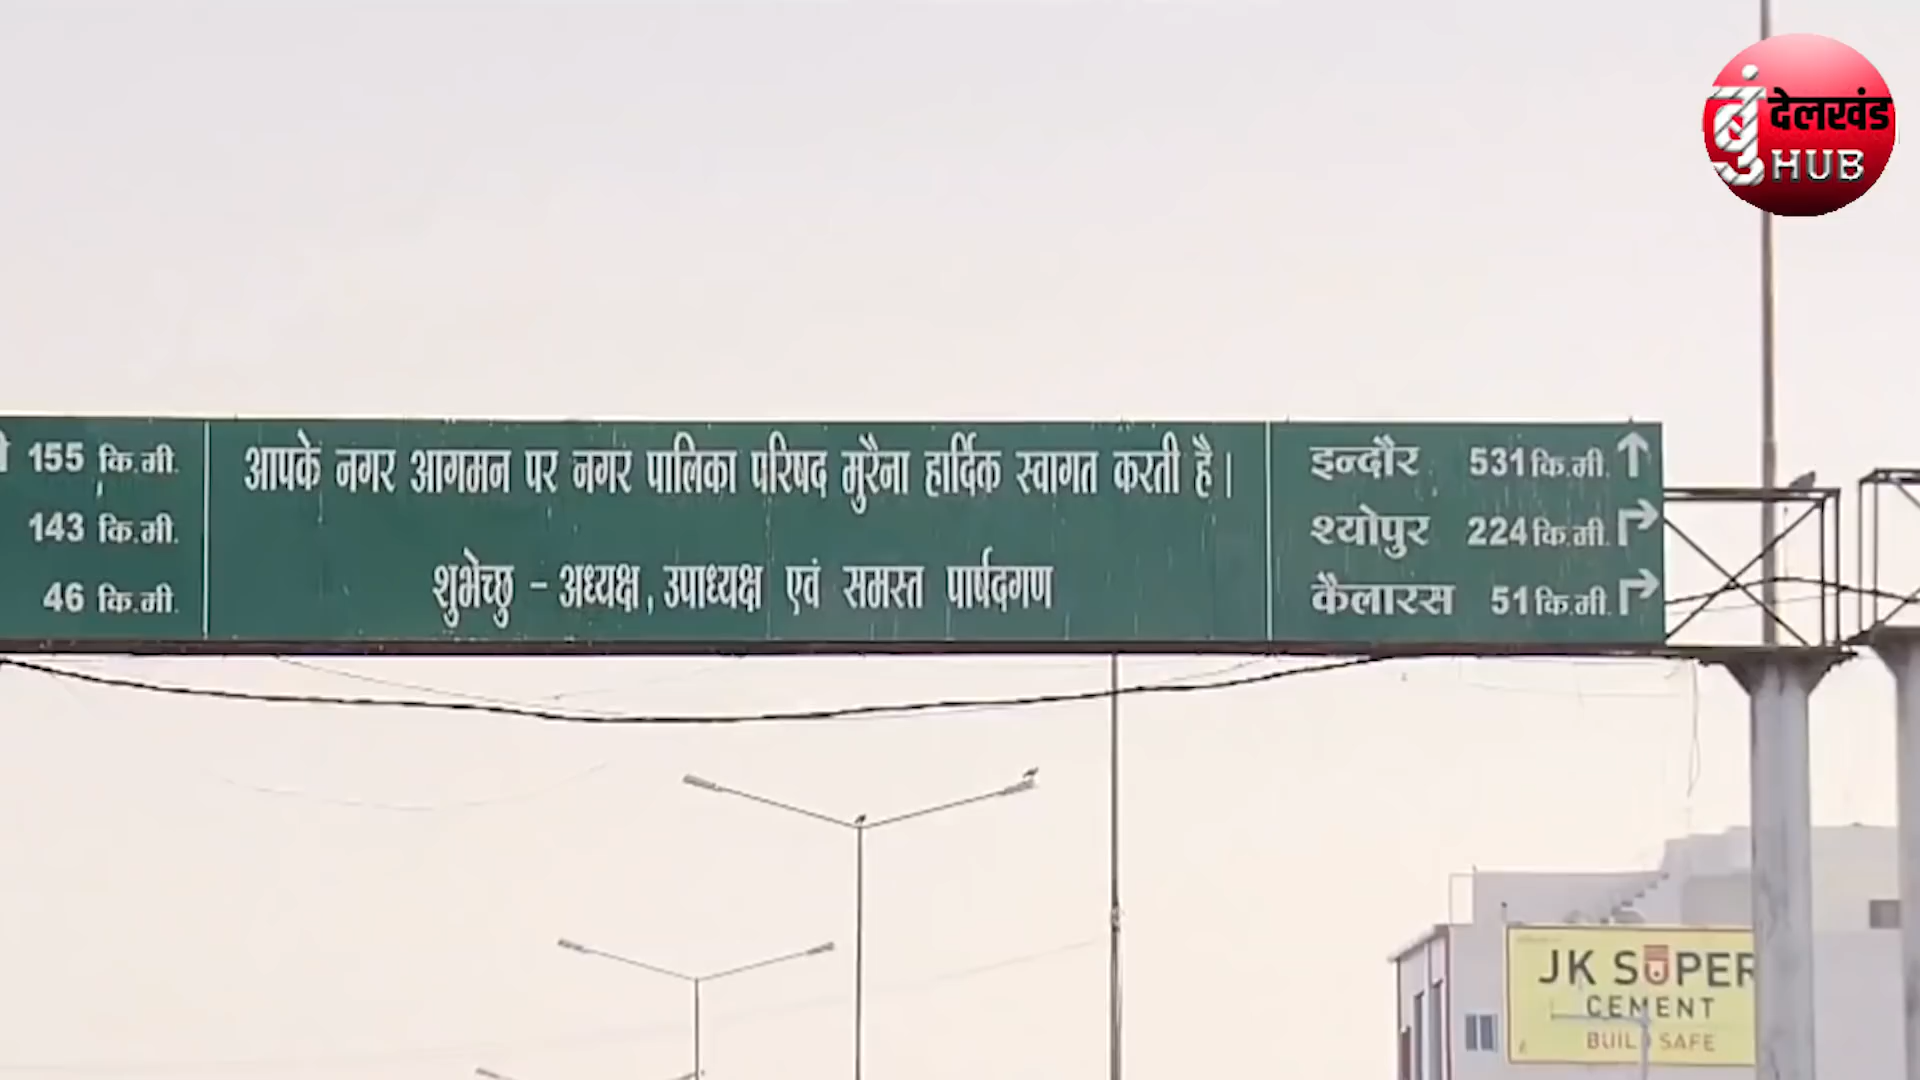 बुंदेलखंड
HUB
155 कि.मी.
143 कि.मी.
46 कि.मी.
आपके नगर आगमन पर नगर पालिका परिषद मुरैना हार्दिक स्वागत करती है।
शुभेच्छु - अध्यक्ष, उपाध्यक्ष एवं समस्त पार्षदगण
इन्दौर 531 कि.मी.
श्योपुर 224 कि.मी.
कैलारस 51 कि.मी.
JK SUPER
CEMENT
BUILD SAFE